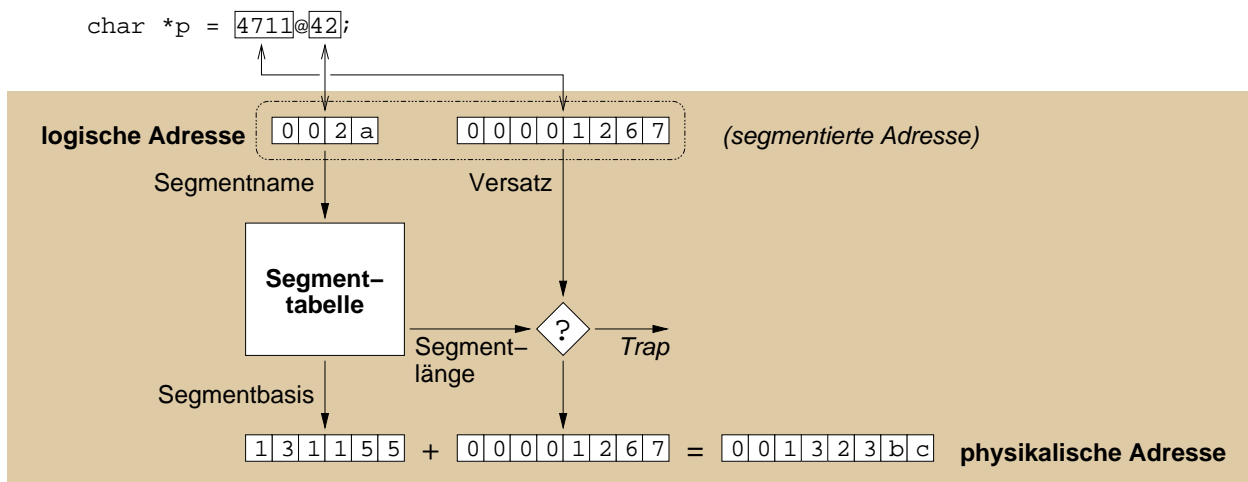 char *p = 4711@42;
logische Adresse 0 0 2 a 0 0 0 0 1 2 6 7 (segmentierte Adresse)
Segmentname Versatz
Segment–
tabelle
?
Segment– Trap
länge
Segmentbasis
1 3 1 1 5 5 + 0 0 0 0 1 2 6 7 = 0 0 1 3 2 3 b c physikalische Adresse